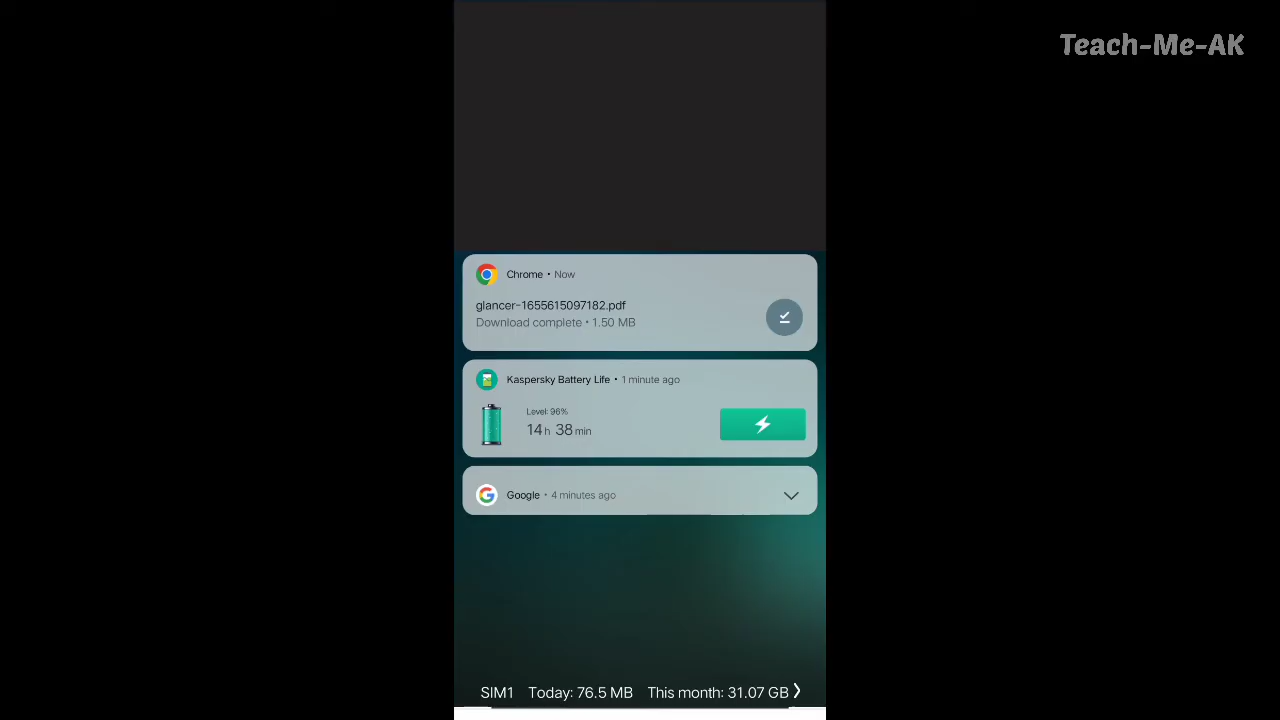 Teach-Me-AK
Chrome • Now
glancer-1655615097182.pdf
Download complete • 1.50 MB
Kaspersky Battery Life • 1 minute ago
Level: 96%
14 h 38 min
Google • 4 minutes ago
SIM1 Today: 76.5 MB This month: 31.07 GB